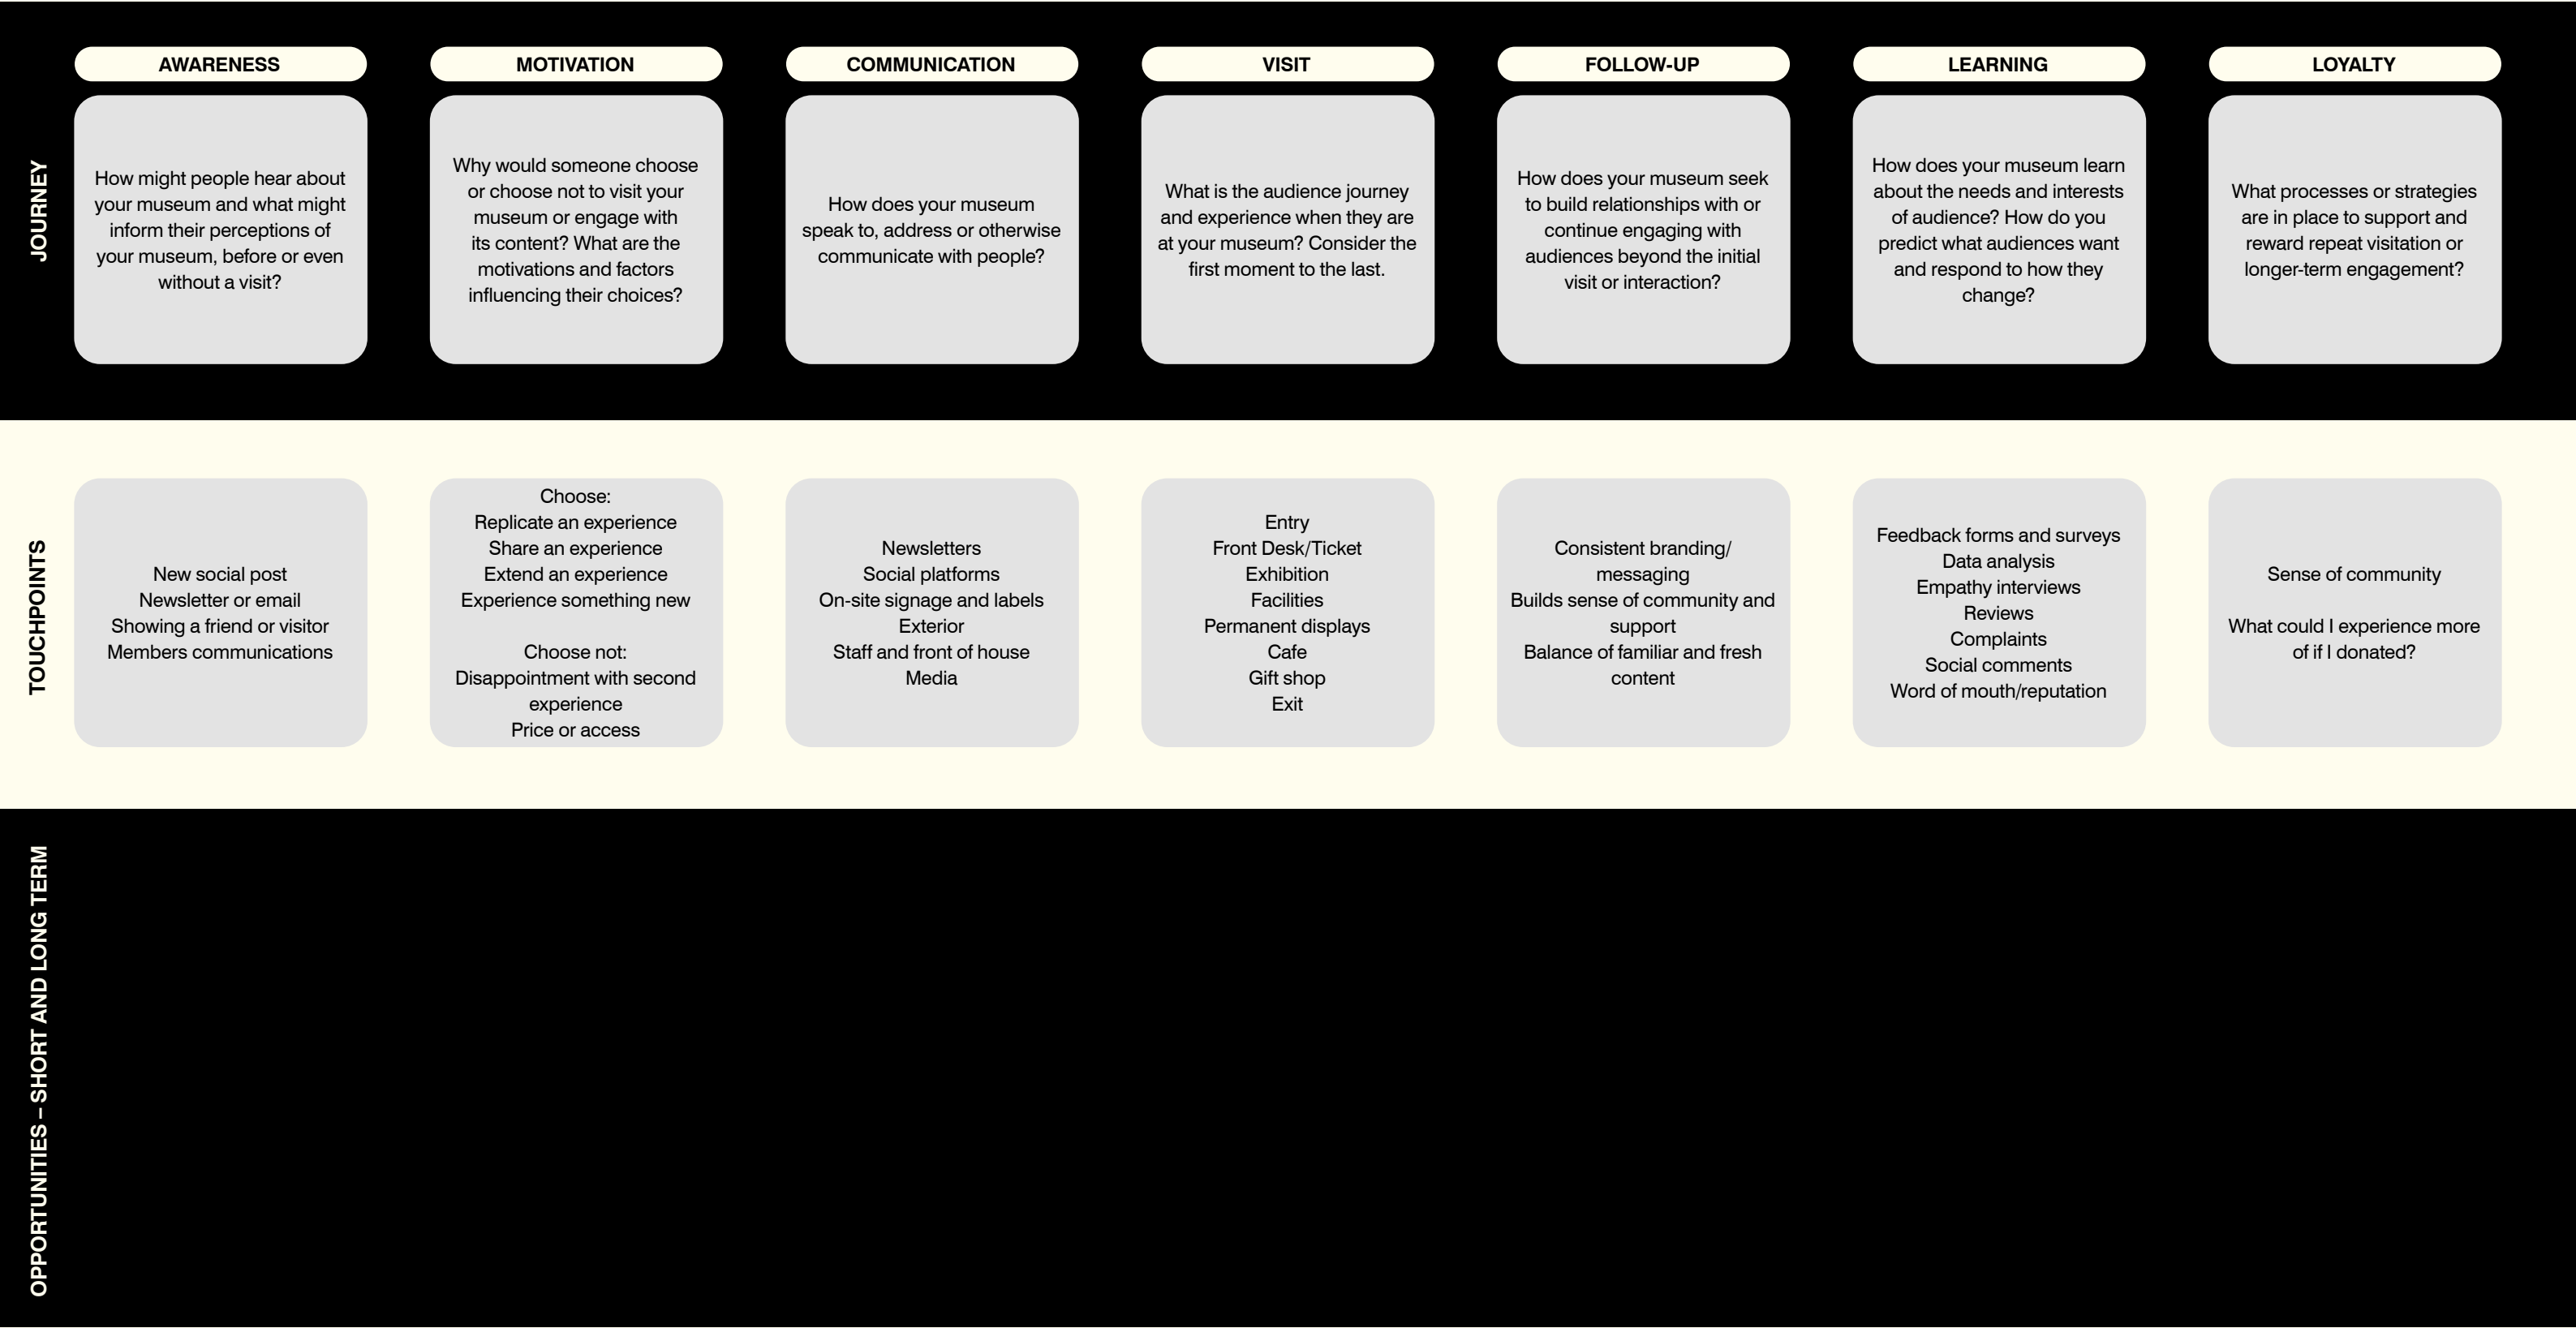 AWARENESS
MOTIVATION
COMMUNICATION
VISIT
FOLLOW-UP
LEARNING
LOYALTY
JOURNEY
How might people hear about
your museum and what might
inform their perceptions of
your museum, before or even
without a visit?
Why would someone choose
or choose not to visit your
museum or engage with
its content? What are the
motivations and factors
influencing their choices?
How does your museum
speak to, address or otherwise
communicate with people?
What is the audience journey
and experience when they are
at your museum? Consider the
first moment to the last.
How does your museum seek
to build relationships with or
continue engaging with
audiences beyond the initial
visit or interaction?
How does your museum learn
about the needs and interests
of audience? How do you
predict what audiences want
and respond to how they
change?
What processes or strategies
are in place to support and
reward repeat visitation or
longer-term engagement?
TOUCHPOINTS
New social post
Newsletter or email
Showing a friend or visitor
Members communications
Choose:
Replicate an experience
Share an experience
Extend an experience
Experience something new
Choose not:
Disappointment with second
experience
Price or access
Newsletters
Social platforms
On-site signage and labels
Exterior
Staff and front of house
Media
Entry
Front Desk/Ticket
Exhibition
Facilities
Permanent displays
Cafe
Gift shop
Exit
Consistent branding/
messaging
Builds sense of community and
support
Balance of familiar and fresh
content
Feedback forms and surveys
Data analysis
Empathy interviews
Reviews
Complaints
Social comments
Word of mouth/reputation
Sense of community
What could I experience more
of if I donated?
OPPORTUNITIES – SHORT AND LONG TERM